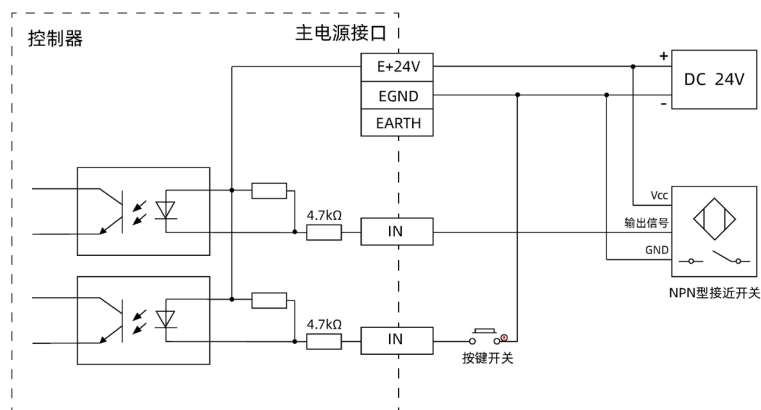 控制器
主电源接口
E+24V
EGND
EARTH
+
DC 24V
-
Vcc
输出信号
GND
NPN型接近开关
4.7kΩ
IN
4.7kΩ
IN
按键开关